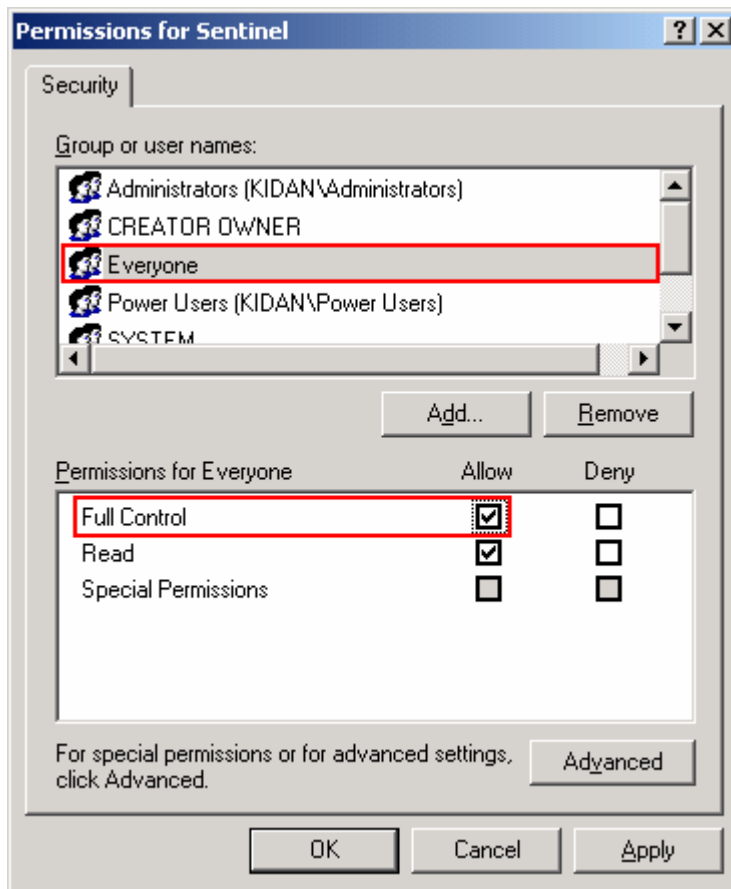 Permissions for Sentinel
Security
Group or user names:
Administrators (KIDAN\Administrators)
CREATOR OWNER
Everyone
Power Users (KIDAN\Power Users)
SYSTEM
Add... Remove
Permissions for Everyone Allow Deny
Full Control
Read
Special Permissions
For special permissions or for advanced settings,
click Advanced.
Advanced
OK Cancel Apply